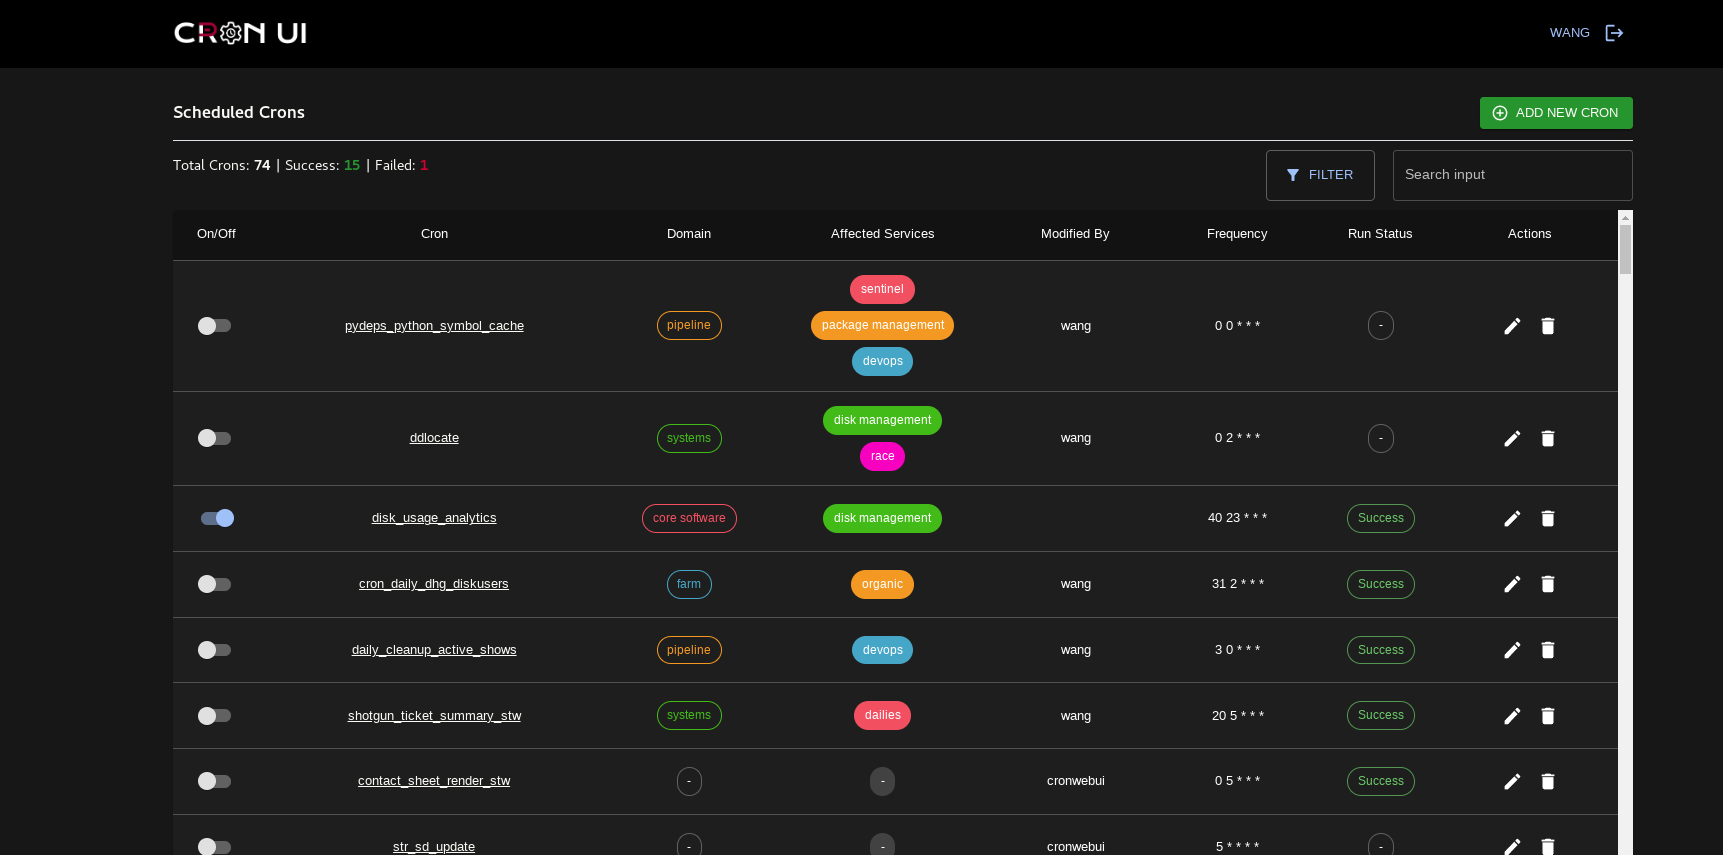 CRON UI
WANG
Scheduled Crons
ADD NEW CRON
Total Crons: 74 | Success: 15 | Failed: 1
FILTER
Search input
On/Off Cron Domain Affected Services Modified By Frequency Run Status Actions
pydeps_python_symbol_cache pipeline sentinel package management devops wang 0 0 * * * -
ddlocate systems disk management race wang 0 2 * * * -
disk_usage_analytics core software disk management 40 23 * * * Success
cron_daily_dhg_diskusers farm organic wang 31 2 * * * Success
daily_cleanup_active_shows pipeline devops wang 3 0 * * * Success
shotgun_ticket_summary_stw systems dailies wang 20 5 * * * Success
contact_sheet_render_stw - - cronwebui 0 5 * * * Success
str_sd_update - - cronwebui 5 * * * * -